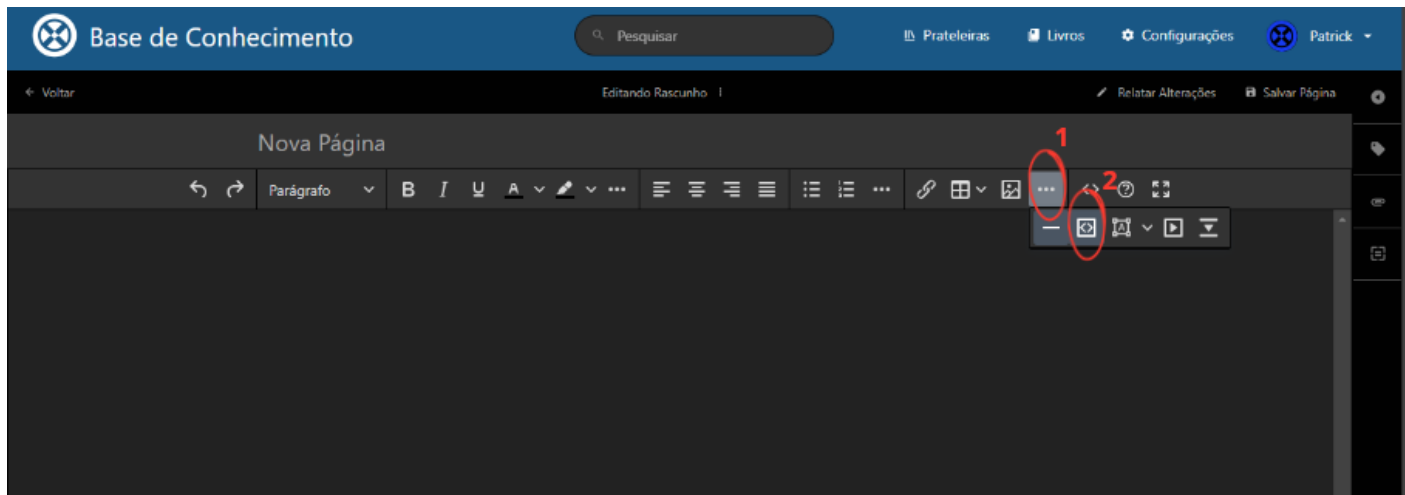 Base de Conhecimento
Pesquisar
Prateleiras
Livros
Configurações
Patrick
Voltar
Editando Rascunho
Relatar Alterações
Salvar Página
Nova Página
1
Parágrafo
B I U A
2
A